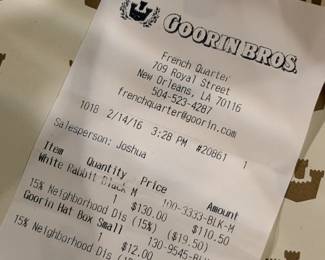 GOORIN BROS.
French Quarter
709 Royal Street
New Orleans, LA 70116
504-523-4287
frenchquarter@goorin.com
1018 2/14/16 3:28 PM #20861 1
Salesperson: Joshua
Item Quantity Price Amount
White Rabbit Black M 100-3333-BLK-M
1 $130.00 $110.50
15% Neighborhood Dis (15%) ($19.50)
Goorin Hat Box Small 130-9545-BLK
1 $12.00
15% Neighborhood Dis